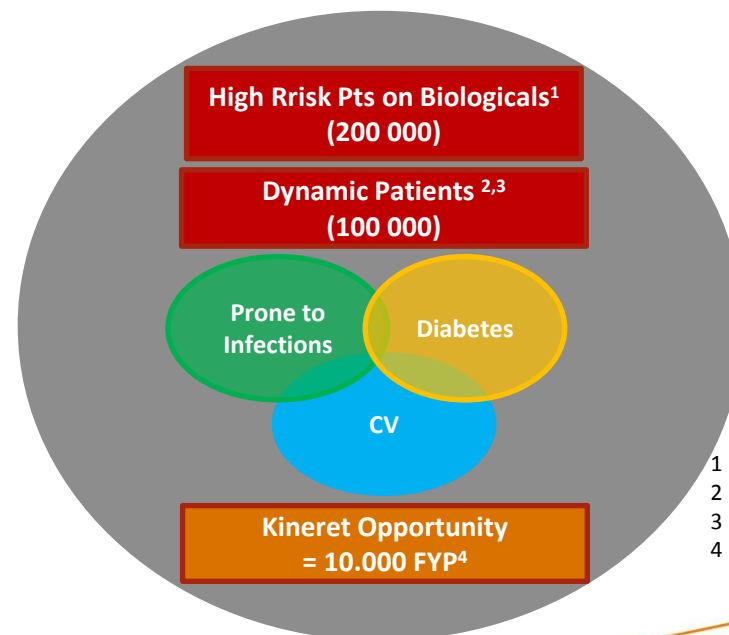 High Rrisk Pts on Biologicals1
(200 000)
Dynamic Patients 2,3
(100 000)
Prone to
Infections
Diabetes
CV
Kineret Opportunity
= 10.000 FYP4
1
2
3
4